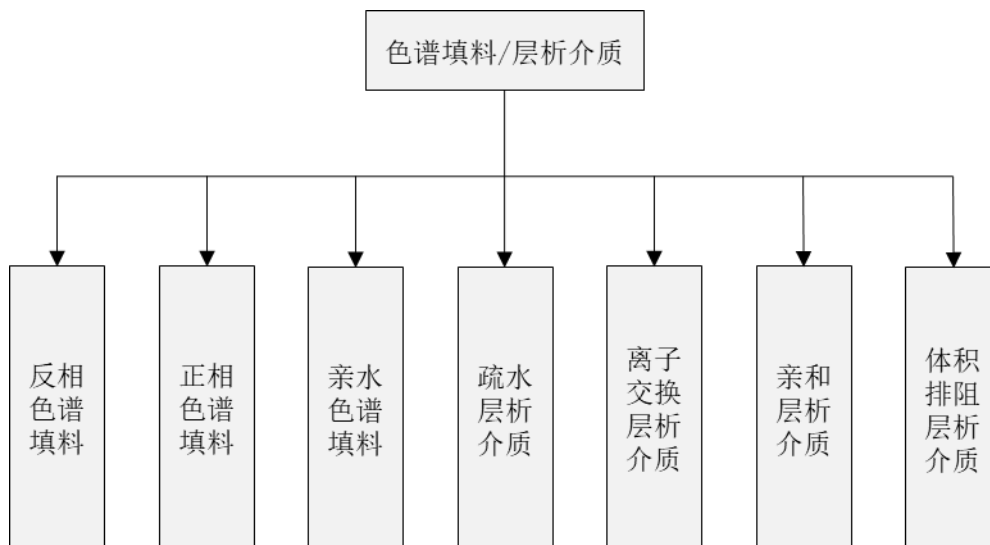 色谱填料/层析介质
反相
色谱
填料
正相
色谱
填料
亲水
色谱
填料
疏水
层析
介质
离子
交换
层析
介质
亲和
层析
介质
体积
排阻
层析
介质